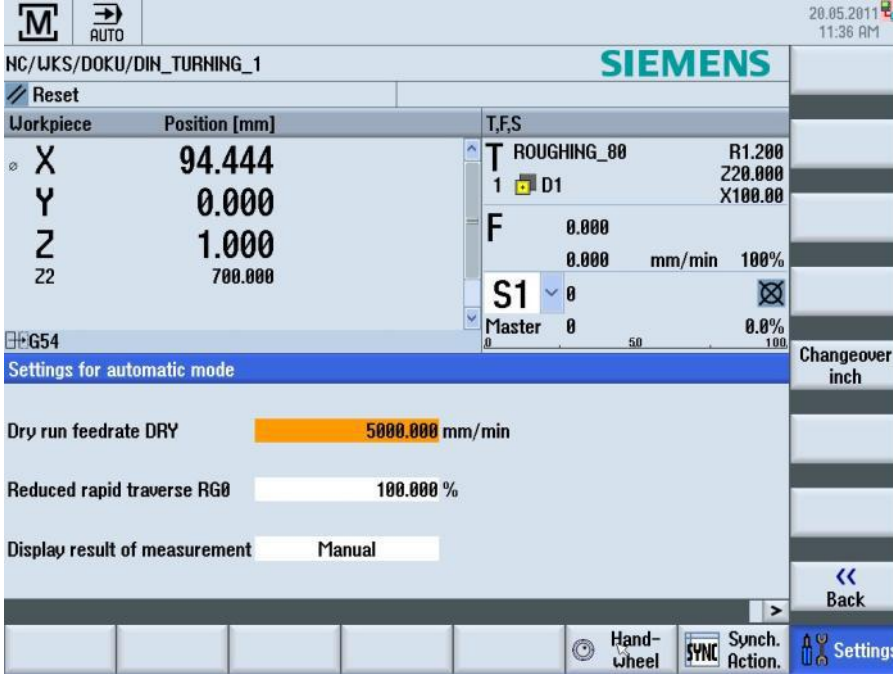 M
AUTO
20.05.2011
11:36 AM
NC/WKS/DOKU/DIN_TURNING_1
SIEMENS
Reset
Workpiece Position [mm]
T,F,S
X 94.444
Y 0.000
Z 1.000
Z2 700.000
G54
T ROUGHING_80 R1.200
Z20.000
1 D1
X100.00
F 0.000
0.000 mm/min 100%
S1 0
Master 0 0.0%
0 50 100
Changeover
inch
Settings for automatic mode
Dry run feedrate DRY 5000.000 mm/min
Reduced rapid traverse RG0 100.000 %
Display result of measurement Manual
<<
Back
>
Hand-
wheel
SYNC Synch.
Action.
Settings